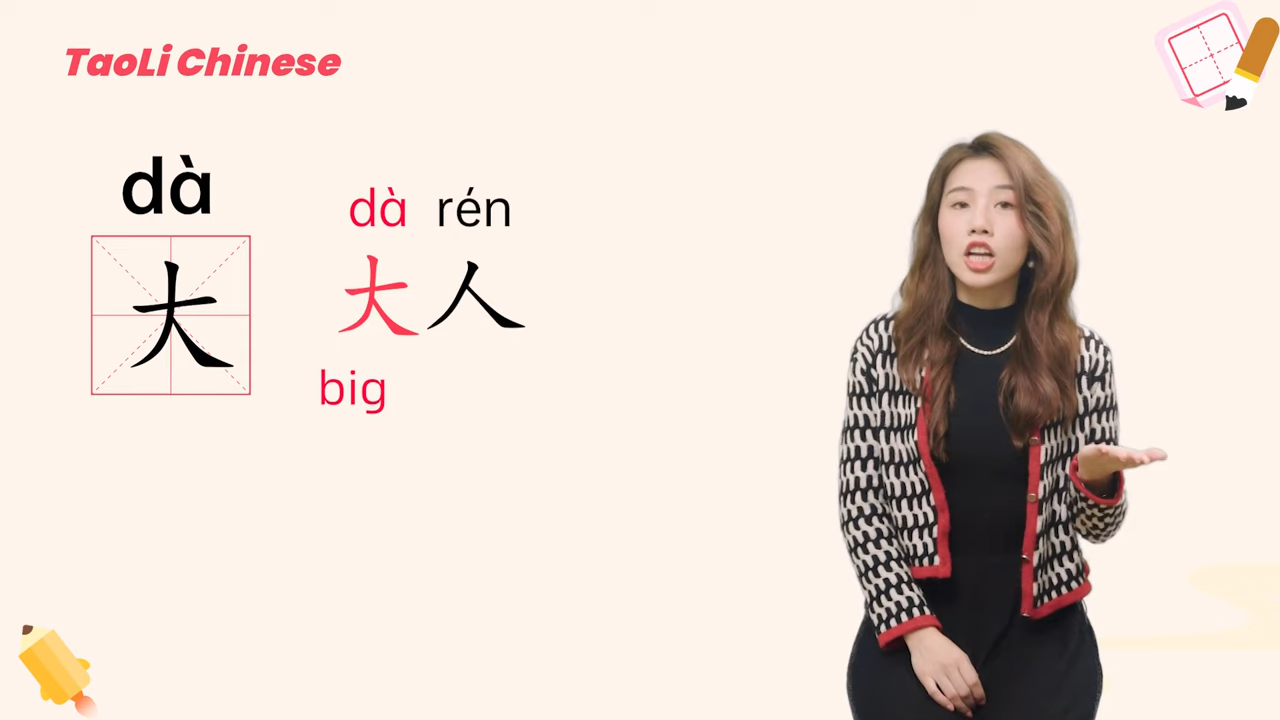 TaoLi Chinese
dà
大
dà rén
大人
big